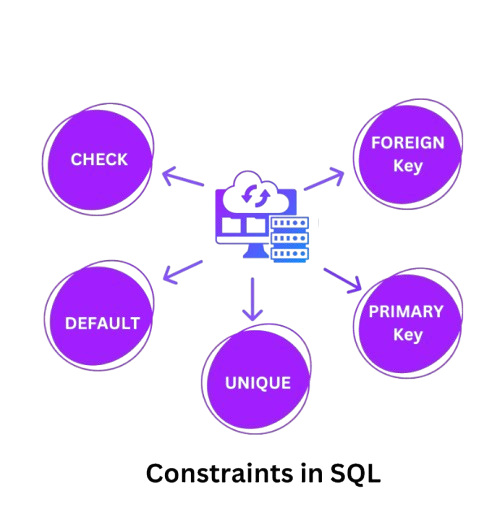 CHECK
FOREIGN
Key
DEFAULT
PRIMARY
Key
UNIQUE
Constraints in SQL